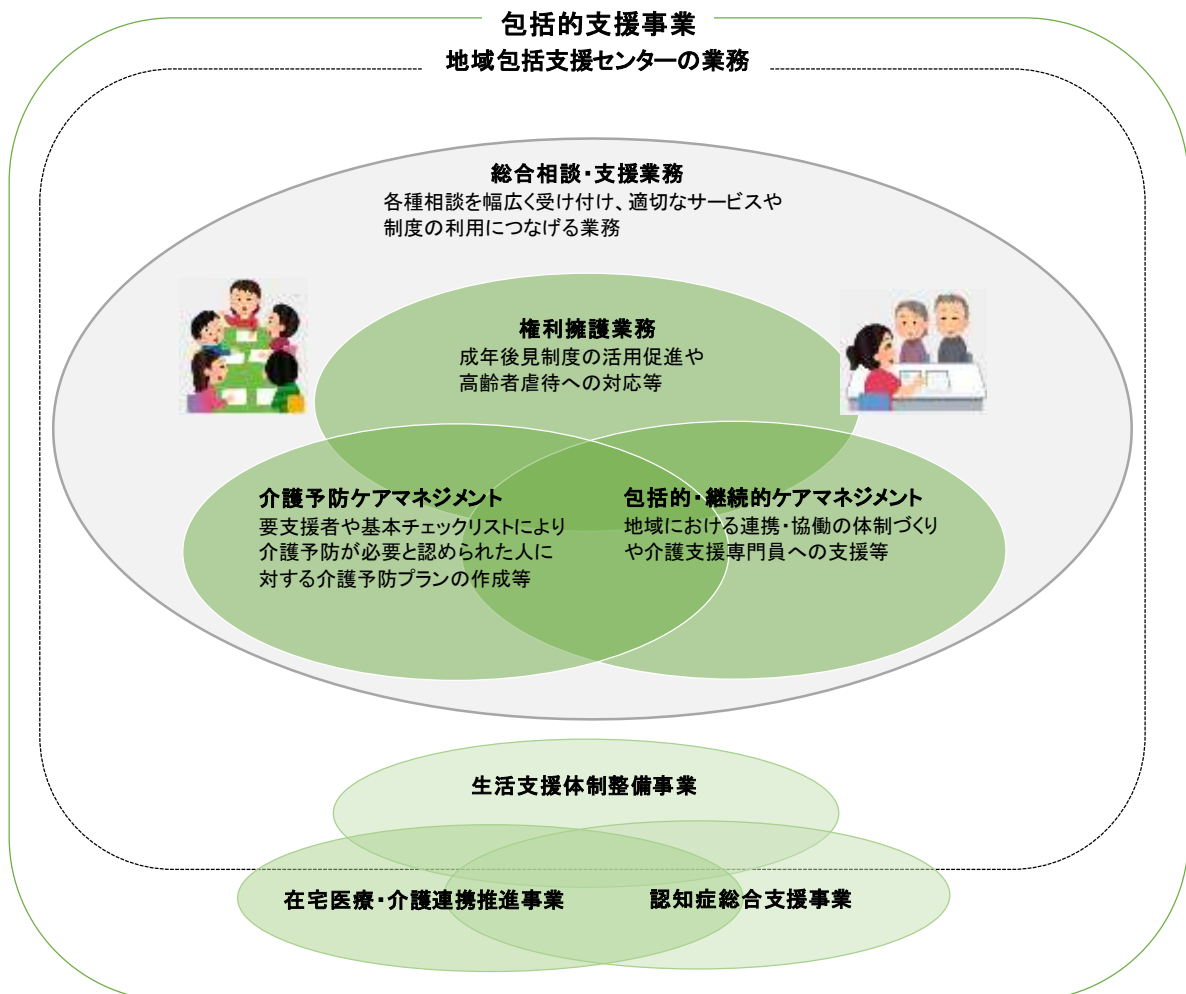 包括的支援事業
地域包括支援センターの業務
総合相談・支援業務
各種相談を幅広く受け付け、適切なサービスや
制度の利用につなげる業務
権利擁護業務
成年後見制度の活用促進や
高齢者虐待への対応等
介護予防ケアマネジメント
要支援者や基本チェックリストにより
介護予防が必要と認められた人に
対する介護予防プランの作成等
包括的・継続的ケアマネジメント
地域における連携・協働の体制づくり
や介護支援専門員への支援等
生活支援体制整備事業
在宅医療・介護連携推進事業
認知症総合支援事業